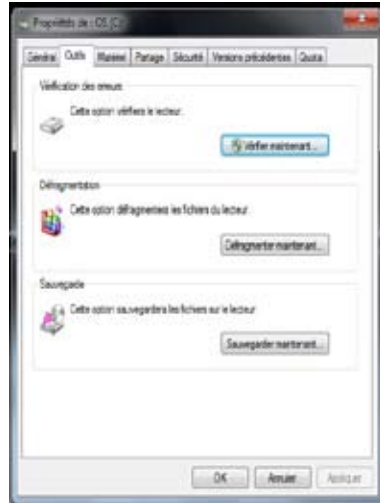 Propriétés de : OS (C:)
Général Outils Matériel Partage Sécurité Versions précédentes Quota
Vérification des erreurs
Cette option vérifiera le lecteur.
Vérifier maintenant...
Défragmentation
Cette option défragmentera les fichiers du lecteur.
Défragmenter maintenant...
Sauvegarde
Cette option sauvegardera les fichiers sur le lecteur.
Sauvegarder maintenant...
OK Annuler Appliquer